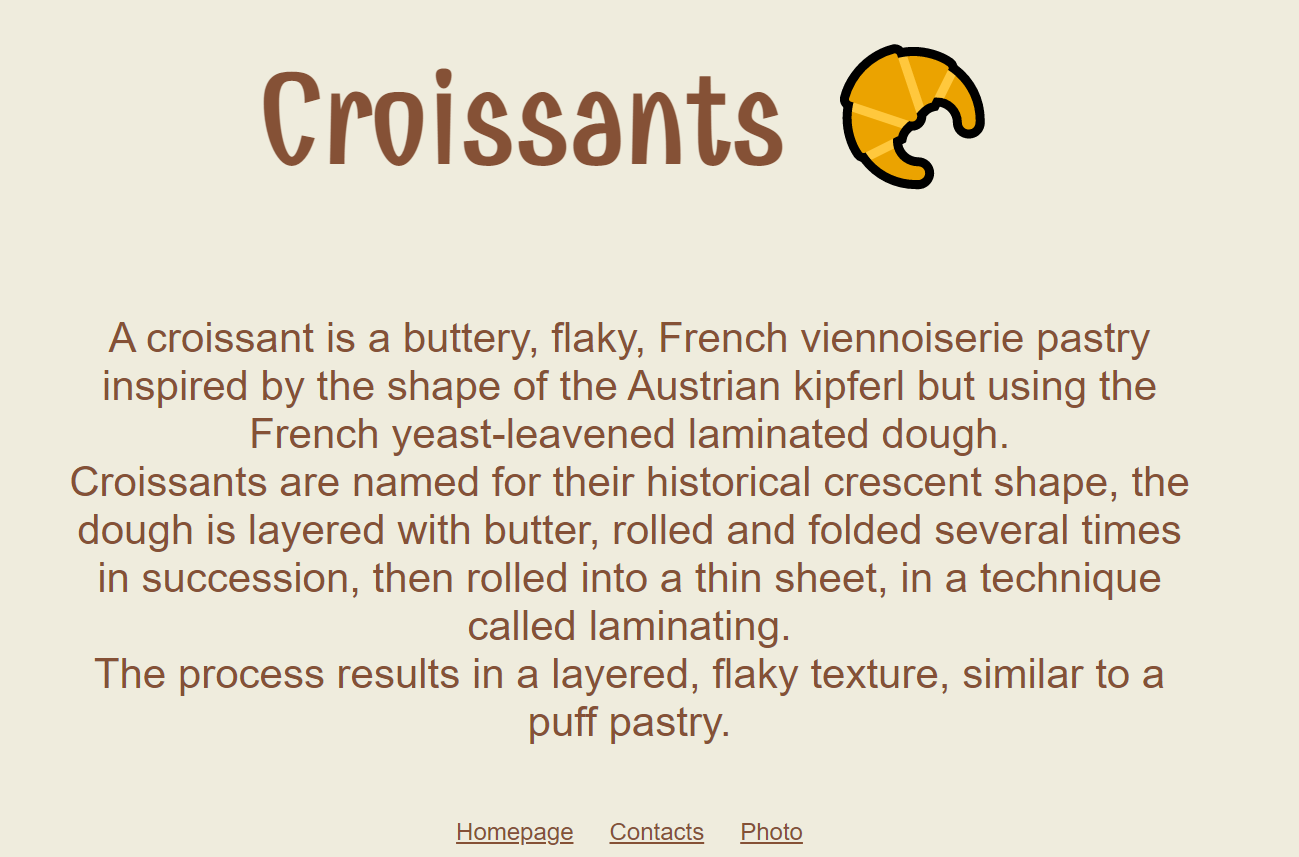 Croissants
A croissant is a buttery, flaky, French viennoiserie pastry
inspired by the shape of the Austrian kipferl but using the
French yeast-leavened laminated dough.
Croissants are named for their historical crescent shape, the
dough is layered with butter, rolled and folded several times
in succession, then rolled into a thin sheet, in a technique
called laminating.
The process results in a layered, flaky texture, similar to a
puff pastry.
Homepage Contacts Photo